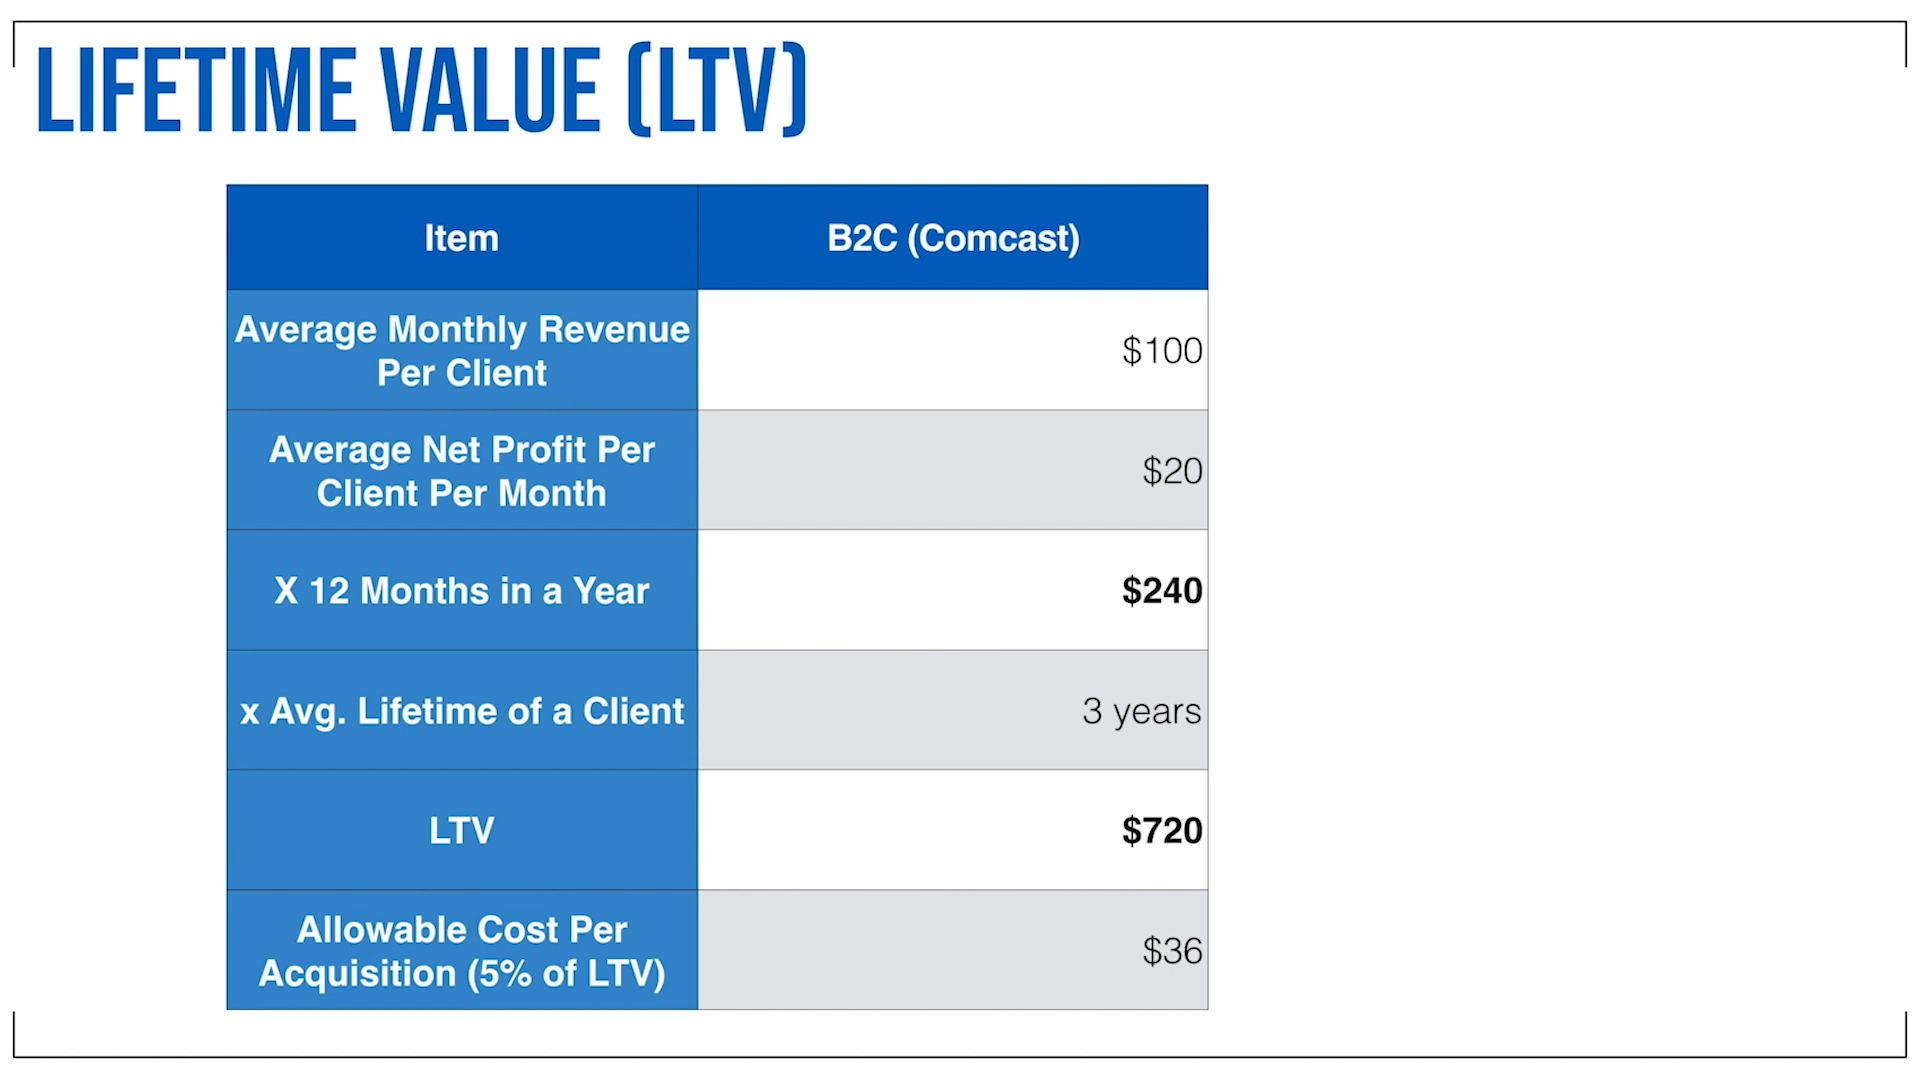 LIFETIME VALUE (LTV)
Item
B2C (Comcast)
Average Monthly Revenue
Per Client
$100
Average Net Profit Per
Client Per Month
$20
X 12 Months in a Year
$240
x Avg. Lifetime of a Client
3 years
LTV
$720
Allowable Cost Per
Acquisition (5% of LTV)
$36